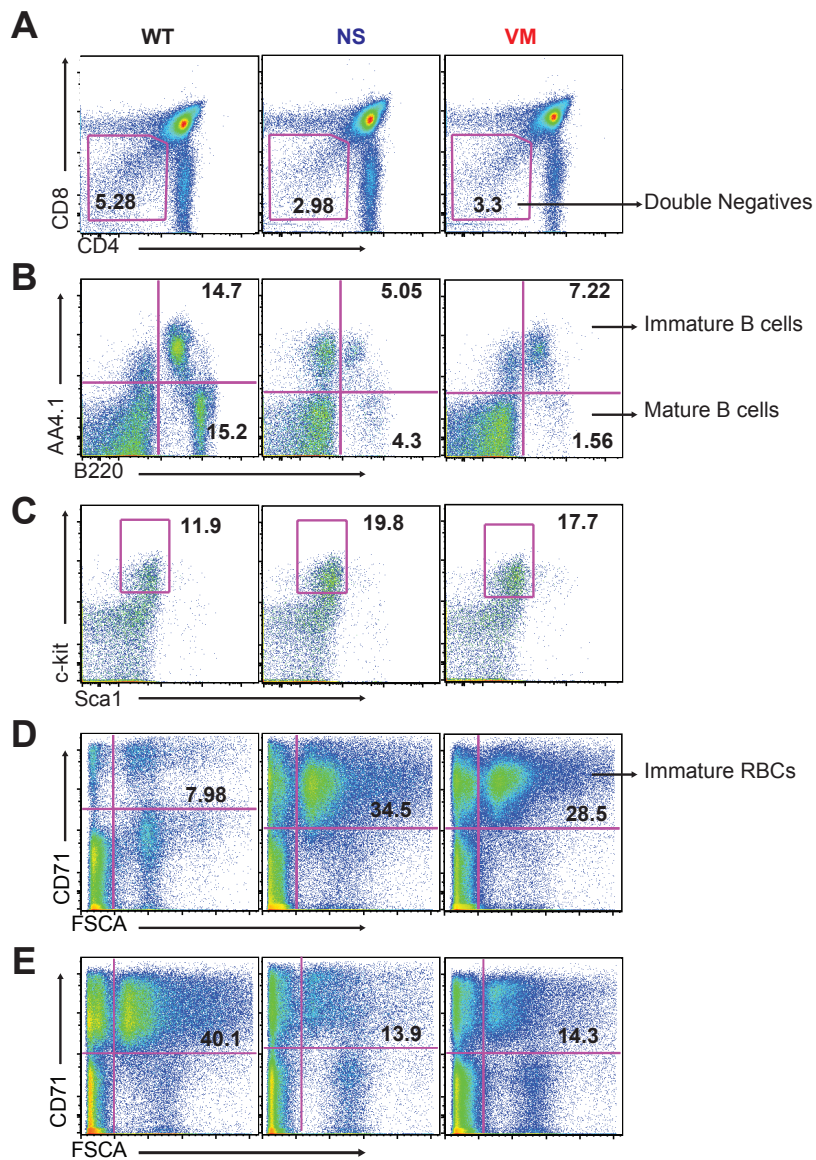 A
WT NS VM
CD8
5.28 2.98 3.3 Double Negatives
CD4
B
14.7 5.05 7.22
Immature B cells
AA4.1
Mature B cells
15.2 4.3 1.56
B220
C
11.9 19.8 17.7
c-kit
Sca1
D
Immature RBCs
7.98 34.5 28.5
CD71
FSCA
E
40.1 13.9 14.3
CD71
FSCA